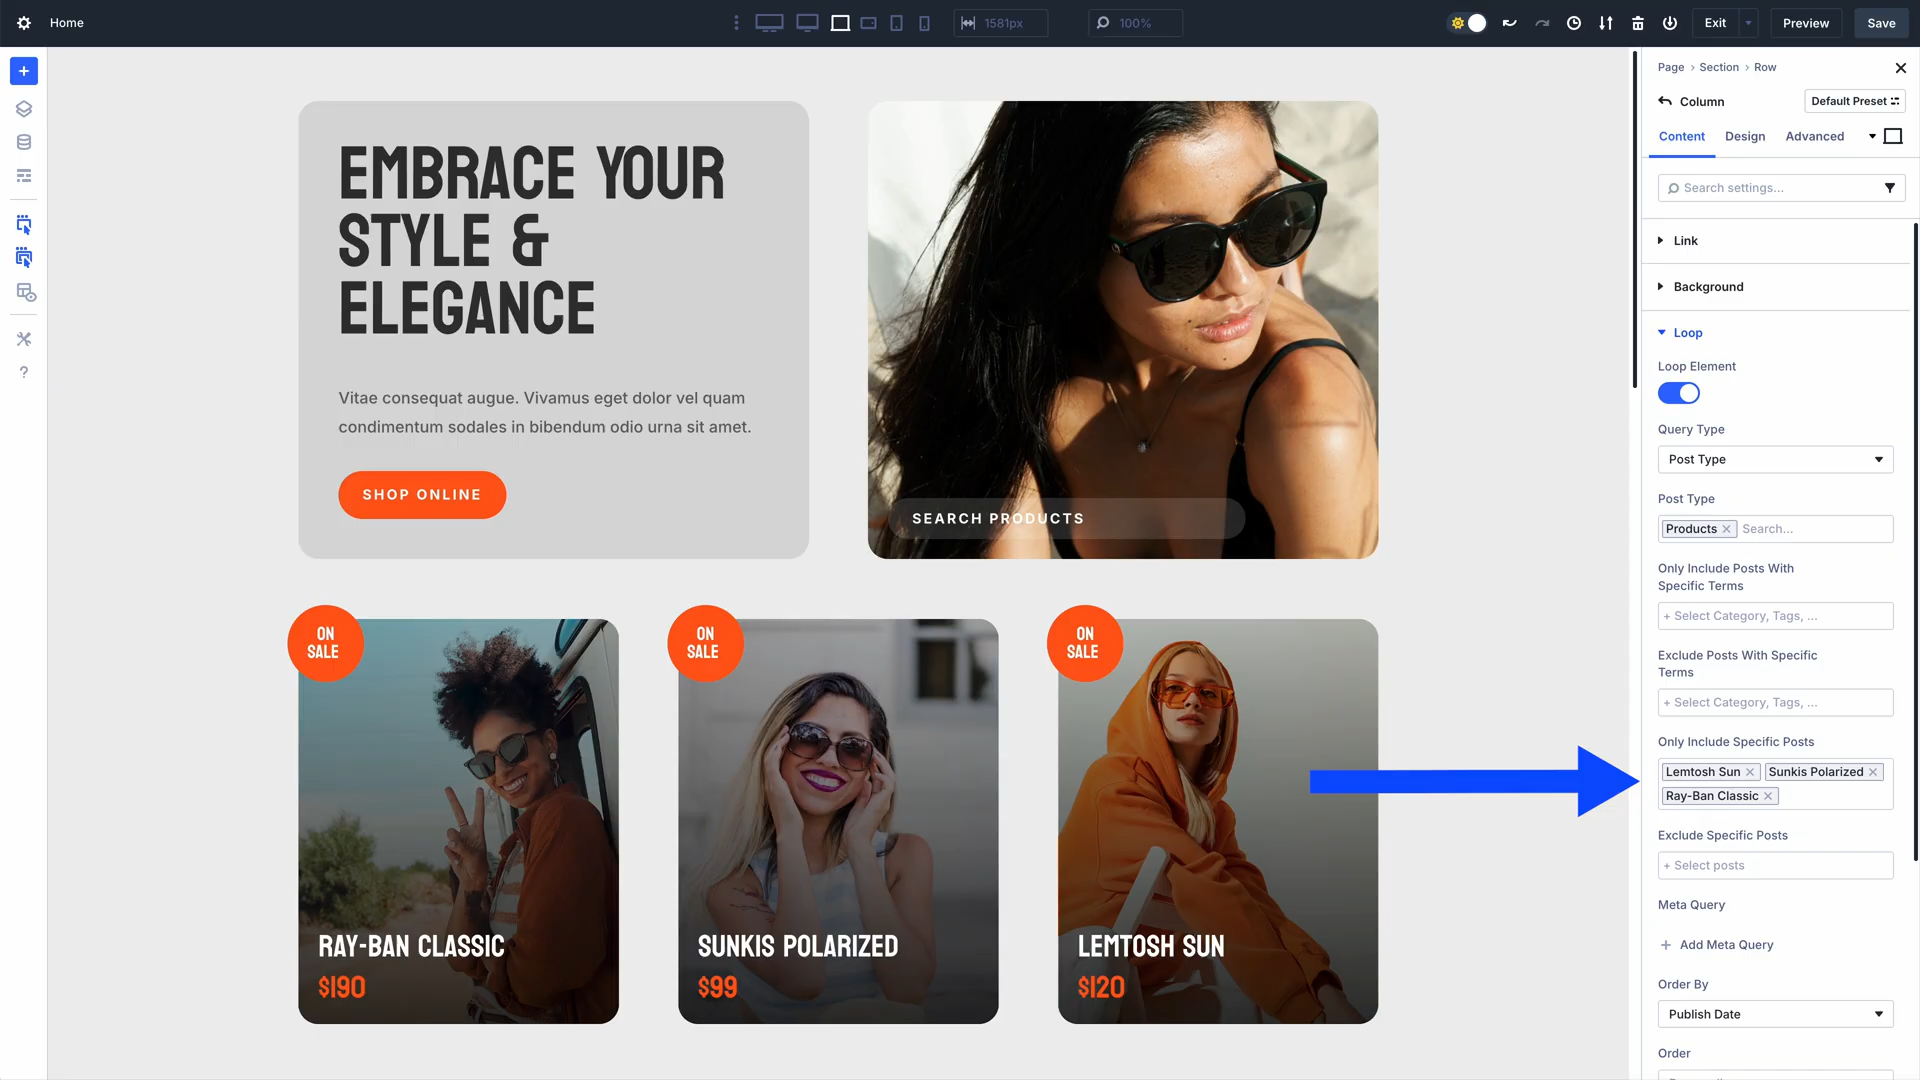 Home
1581px
100%
Exit
Preview
Save
EMBRACE YOUR
STYLE &
ELEGANCE
Vitae consequat augue. Vivamus eget dolor vel quam
condimentum sodales in bibendum odio urna sit amet.
SHOP ONLINE
SEARCH PRODUCTS
ON
SALE
RAY-BAN CLASSIC
$190
ON
SALE
SUNKIS POLARIZED
$99
ON
SALE
LEMTOSH SUN
$120
Page > Section > Row
Column
Default Preset
Content Design Advanced
Search settings...
Link
Background
Loop
Loop Element
Query Type
Post Type
Post Type
Products Search...
Only Include Posts With
Specific Terms
+ Select Category, Tags, ...
Exclude Posts With Specific
Terms
+ Select Category, Tags, ...
Only Include Specific Posts
Lemtosh Sun Sunkis Polarized
Ray-Ban Classic
Exclude Specific Posts
+ Select posts
Meta Query
+ Add Meta Query
Order By
Publish Date
Order